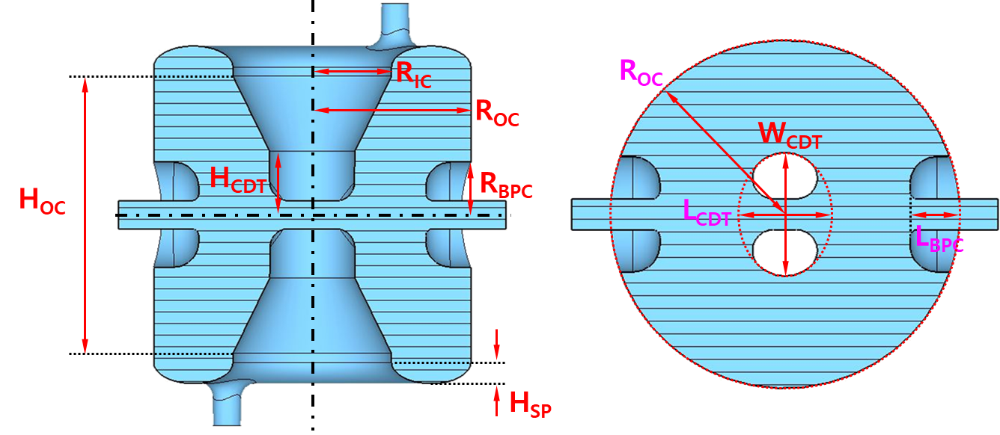 R_IC
R_OC
H_CDT
R_BPC
H_OC
H_SP
R_OC
W_CDT
L_CDT
L_BPC